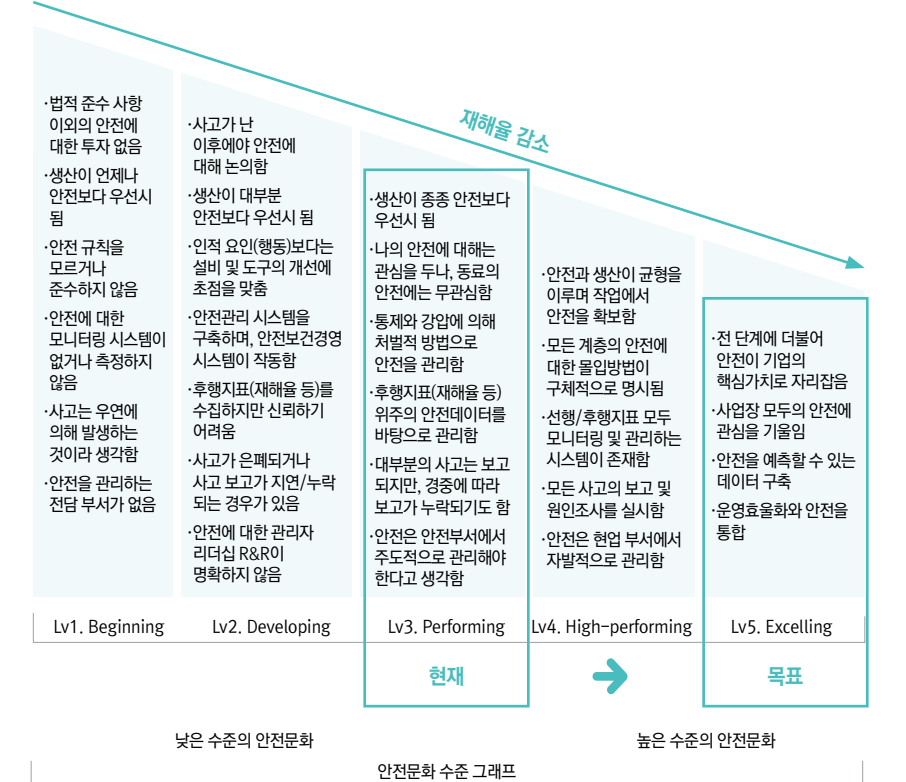 재해율 감소
·법적 준수 사항
이외의 안전에
대한 투자 없음
·생산이 언제나
안전보다 우선시
됨
·안전 규칙을
모르거나
준수하지 않음
·안전에 대한
모니터링 시스템이
없거나 측정하지
않음
·사고는 우연에
의해 발생하는
것이라 생각함
·안전을 관리하는
전담 부서가 없음
·사고가 난
이후에야 안전에
대해 논의함
·생산이 대부분
안전보다 우선시 됨
·인적 요인(행동)보다는
설비 및 도구의 개선에
초점을 맞춤
·안전관리 시스템을
구축하며, 안전보건경영
시스템이 작동함
·후행지표(재해율 등)를
수집하지만 신뢰하기
어려움
·사고가 은폐되거나
사고 보고가 지연/누락
되는 경우가 있음
·안전에 대한 관리자
리더십 R&R이
명확하지 않음
·생산이 종종 안전보다
우선시 됨
·나의 안전에 대해는
관심을 두나, 동료의
안전에는 무관심함
·통제와 강압에 의해
처벌적 방법으로
안전을 관리함
·후행지표(재해율 등)
위주의 안전데이터를
바탕으로 관리함
·대부분의 사고는 보고
되지만, 경중에 따라
보고가 누락되기도 함
·안전은 안전부서에서
주도적으로 관리해야
한다고 생각함
·안전과 생산이 균형을
이루며 작업에서
안전을 확보함
·모든 계층의 안전에
대한 몰입방법이
구체적으로 명시됨
·선행/후행지표 모두
모니터링 및 관리하는
시스템이 존재함
·모든 사고의 보고 및
원인조사를 실시함
·안전은 현업 부서에서
자발적으로 관리함
·전 단계에 더불어
안전이 기업의
핵심가치로 자리잡음
·사업장 모두의 안전에
관심을 기울임
·안전을 예측할 수 있는
데이터 구축
·운영효율화와 안전을
통합
Lv1. Beginning
Lv2. Developing
Lv3. Performing
Lv4. High-performing
Lv5. Excelling
현재
목표
낮은 수준의 안전문화
높은 수준의 안전문화
안전문화 수준 그래프